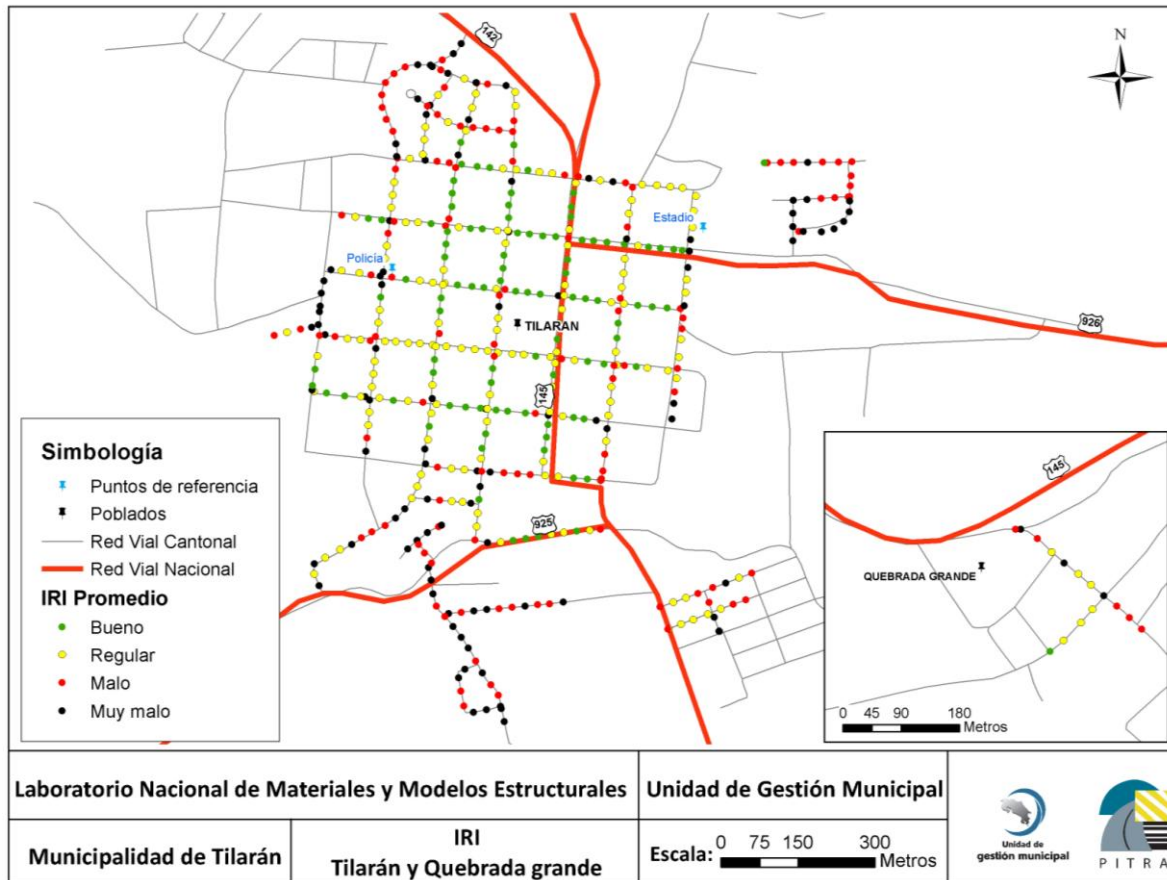 142
N
Estadio
Policía
TILARAN
926
145
Simbología
Puntos de referencia
Poblados
Red Vial Cantonal
Red Vial Nacional
IRI Promedio
Bueno
Regular
Malo
Muy malo
925
145
QUEBRADA GRANDE
0 45 90 180
Metros
Laboratorio Nacional de Materiales y Modelos Estructurales
Unidad de Gestión Municipal
Municipalidad de Tilarán
IRI
Tilarán y Quebrada grande
Escala: 0 75 150 300
Metros
Unidad de
gestión municipal
PITRA